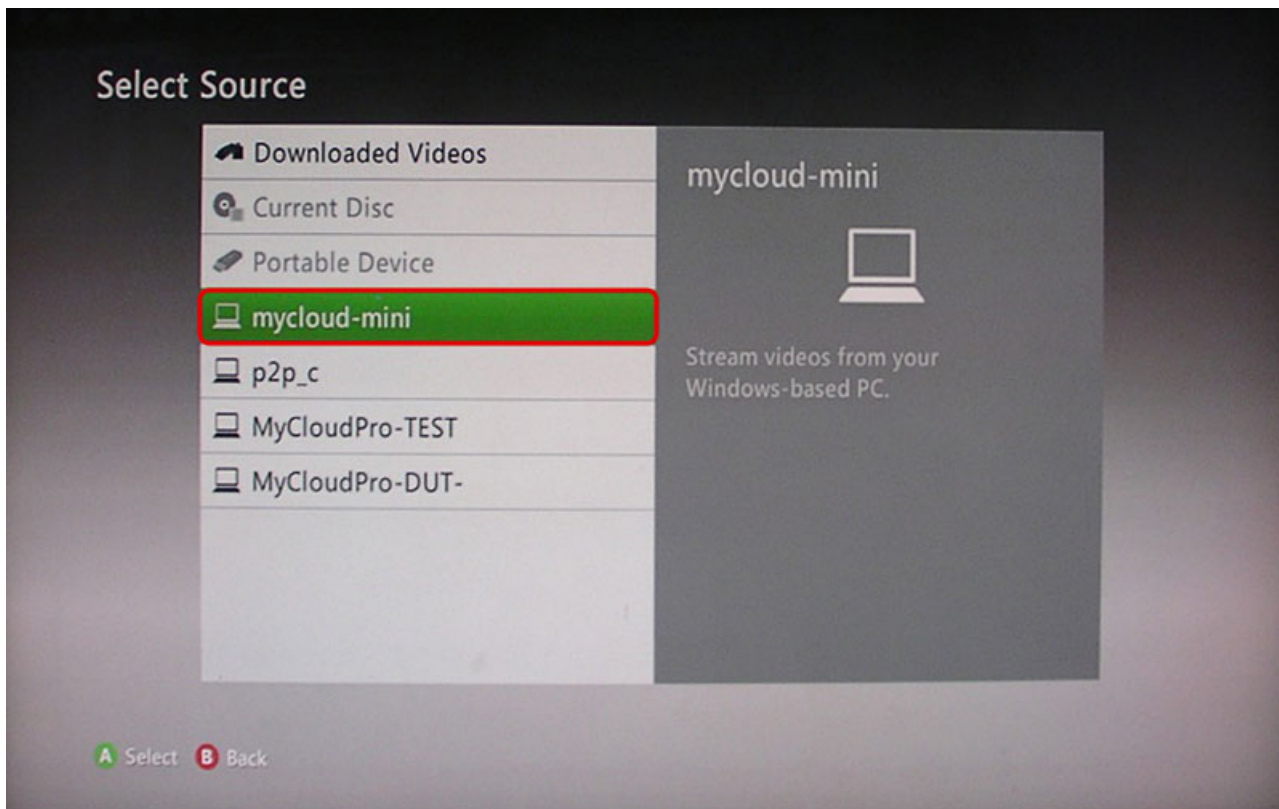 Select Source
Downloaded Videos
Current Disc
Portable Device
mycloud-mini
p2p_c
MyCloudPro-TEST
MyCloudPro-DUT-
mycloud-mini
Stream videos from your
Windows-based PC.
A Select B Back